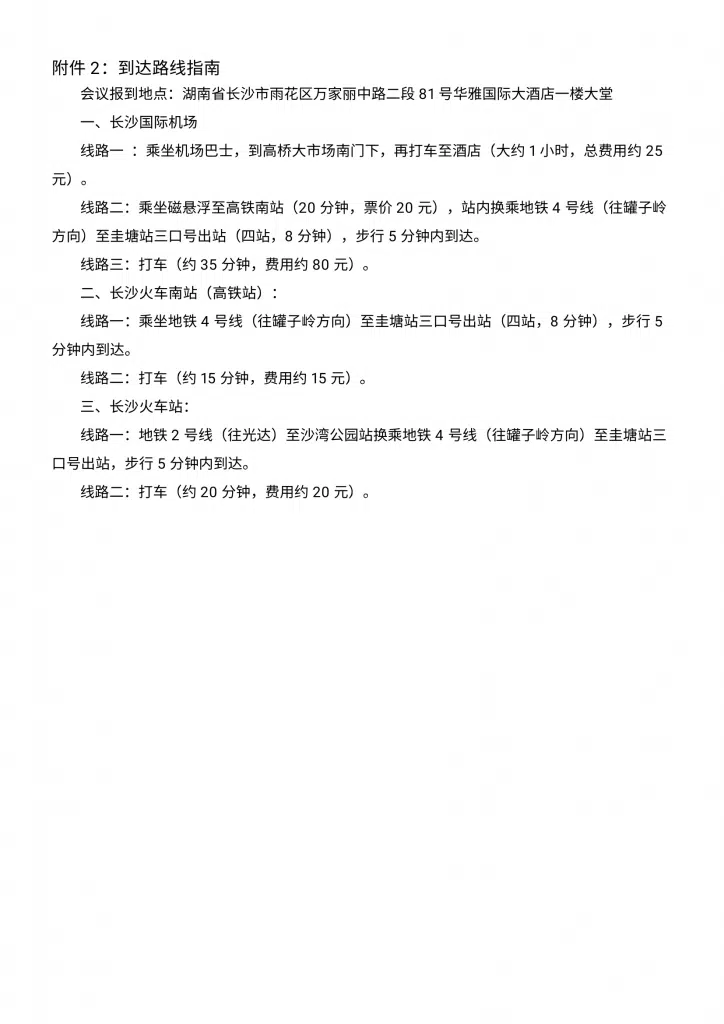 附件 2：到达路线指南
会议报到地点：湖南省长沙市雨花区万家丽中路二段 81 号华雅国际大酒店一楼大堂
一、长沙国际机场
线路一 ：乘坐机场巴士，到高桥大市场南门下，再打车至酒店（大约 1 小时，总费用约 25
元）。
线路二：乘坐磁悬浮至高铁南站（20 分钟，票价 20 元），站内换乘地铁 4 号线（往罐子岭
方向）至圭塘站三口号出站（四站，8 分钟），步行 5 分钟内到达。
线路三：打车（约 35 分钟，费用约 80 元）。
二、长沙火车南站（高铁站）：
线路一：乘坐地铁 4 号线（往罐子岭方向）至圭塘站三口号出站（四站，8 分钟），步行 5
分钟内到达。
线路二：打车（约 15 分钟，费用约 15 元）。
三、长沙火车站：
线路一：地铁 2 号线（往光达）至沙湾公园站换乘地铁 4 号线（往罐子岭方向）至圭塘站三
口号出站，步行 5 分钟内到达。
线路二：打车（约 20 分钟，费用约 20 元）。